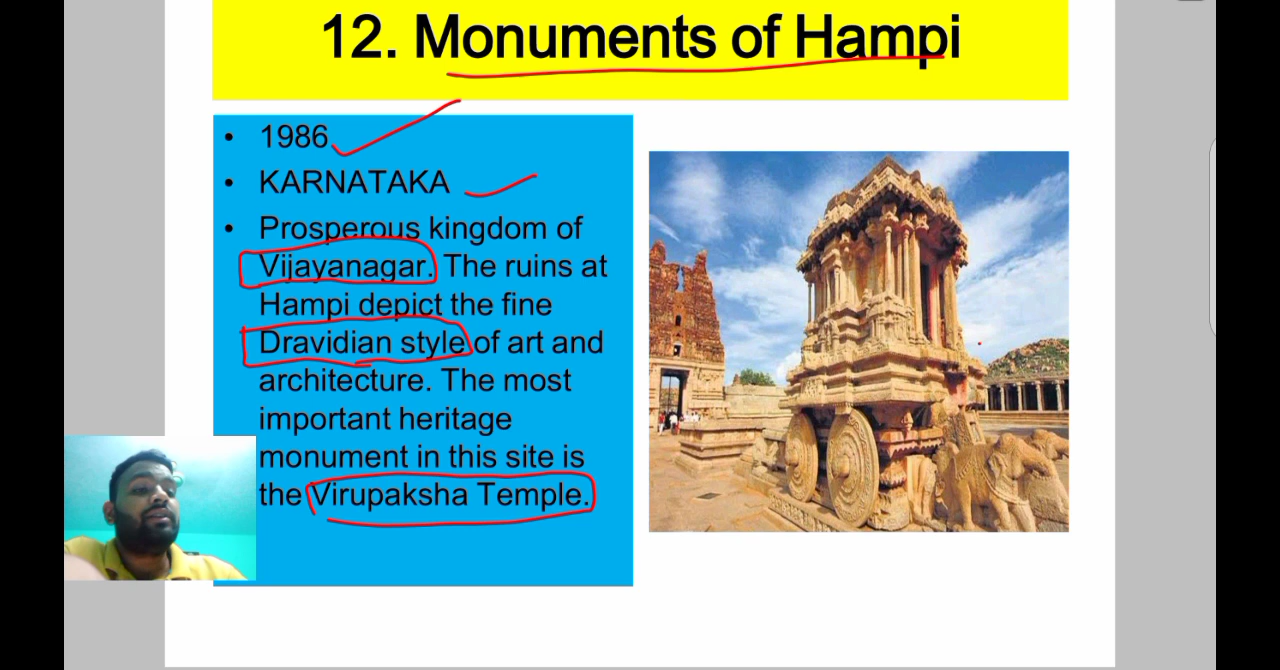 12. Monuments of Hampi
• 1986
• KARNATAKA
• Prosperous kingdom of
Vijayanagar. The ruins at
Hampi depict the fine
Dravidian style of art and
architecture. The most
important heritage
monument in this site is
the Virupaksha Temple.